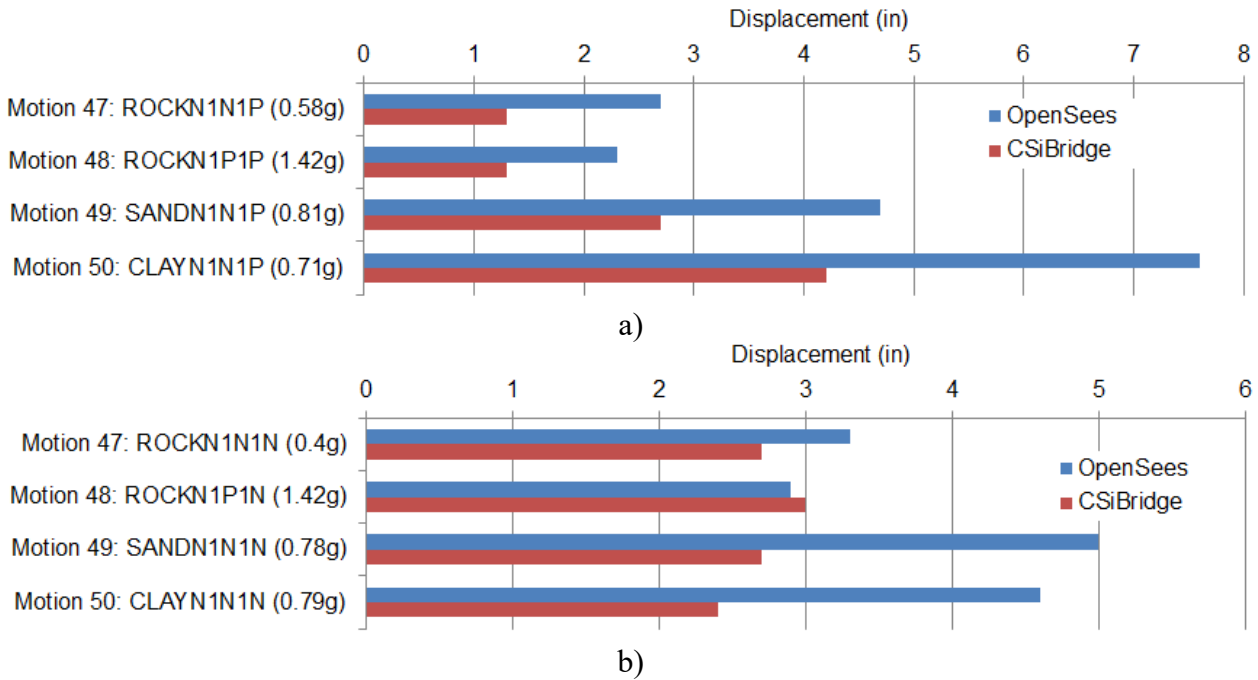 Displacement (in)
0 1 2 3 4 5 6 7 8
Motion 47: ROCKN1N1P (0.58g)
OpenSees
CSiBridge
Motion 48: ROCKN1P1P (1.42g)
Motion 49: SANDN1N1P (0.81g)
Motion 50: CLAYN1N1P (0.71g)
a)
Displacement (in)
0 1 2 3 4 5 6
Motion 47: ROCKN1N1N (0.4g)
OpenSees
CSiBridge
Motion 48: ROCKN1P1N (1.42g)
Motion 49: SANDN1N1N (0.78g)
Motion 50: CLAYN1N1N (0.79g)
b)